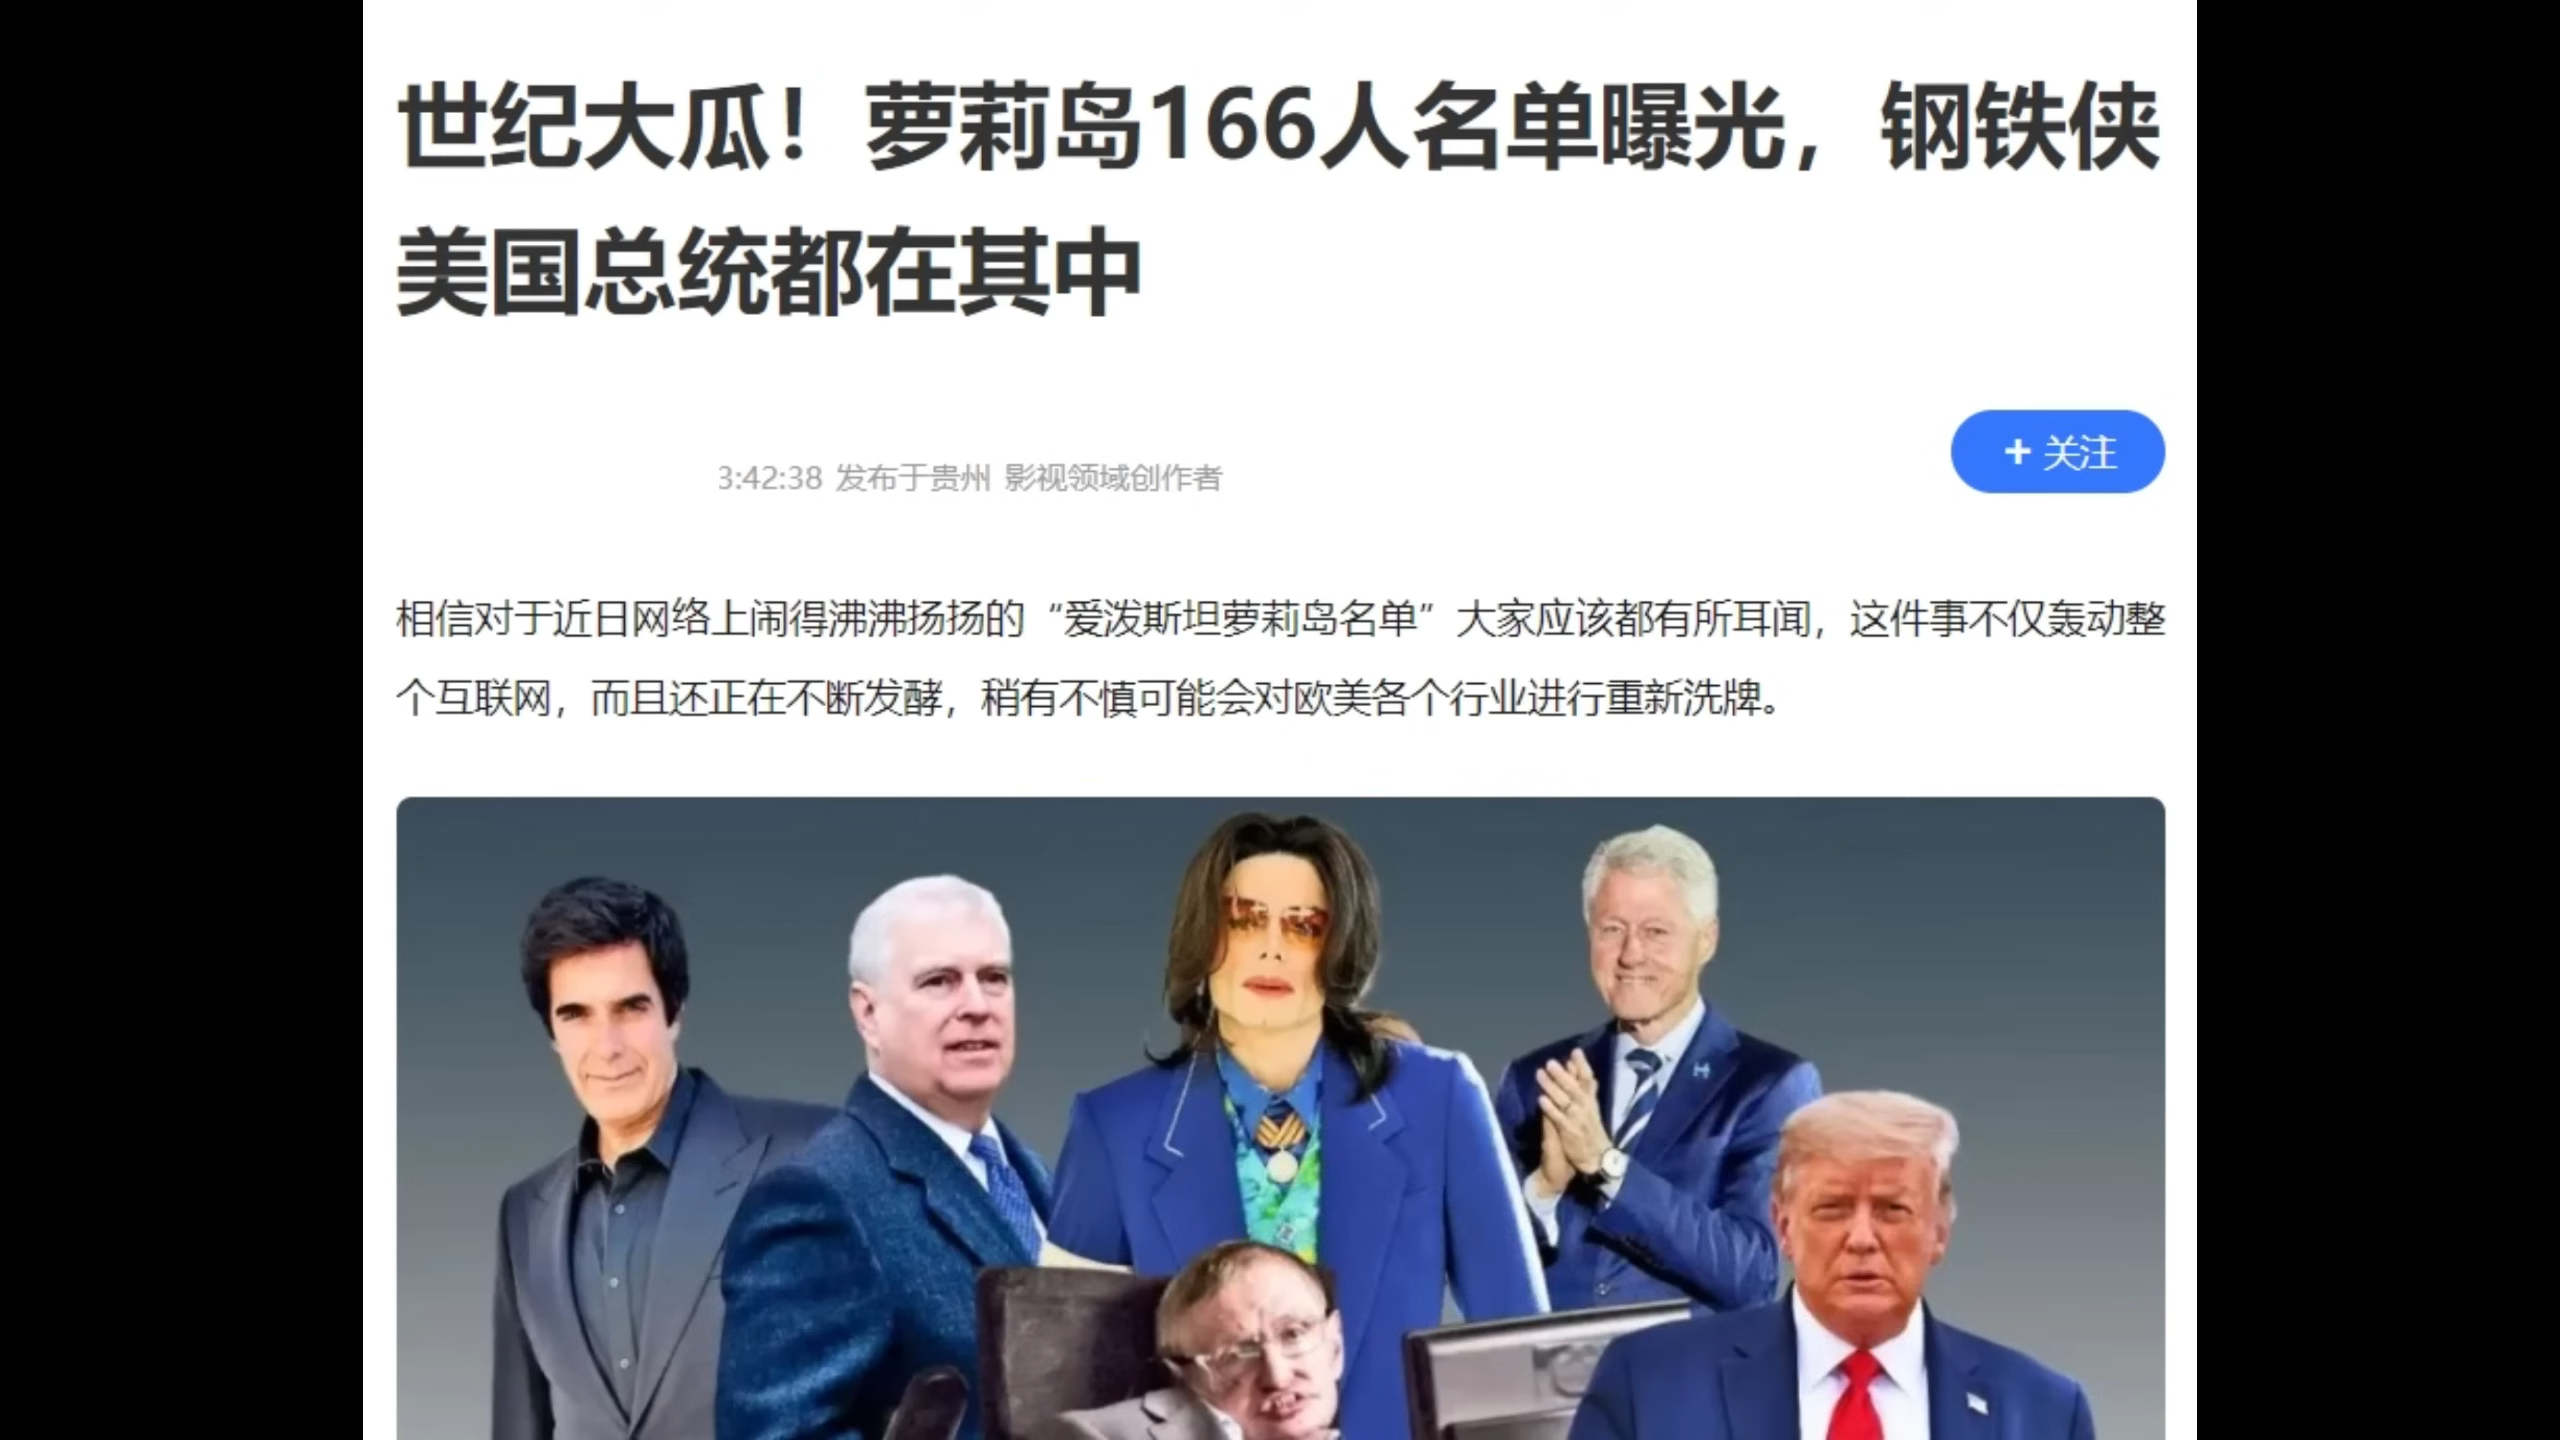 世纪大瓜！萝莉岛166人名单曝光，钢铁侠
美国总统都在其中
3:42:38 发布于贵州 影视领域创作者
+ 关注
相信对于近日网络上闹得沸沸扬扬的“爱泼斯坦萝莉岛名单”大家应该都有所耳闻，这件事不仅轰动整
个互联网，而且还正在不断发酵，稍有不慎可能会对欧美各个行业进行重新洗牌。